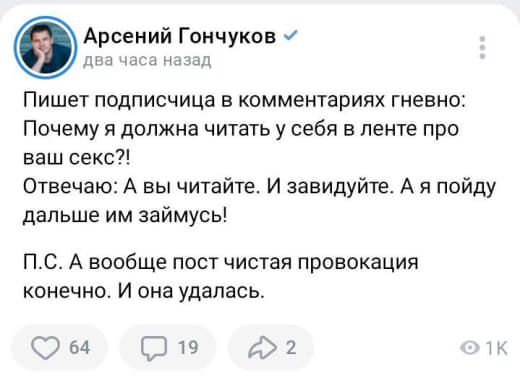 Арсений Гончуков
два часа назад
Пишет подписчица в комментариях гневно:
Почему я должна читать у себя в ленте про
ваш секс?!
Отвечаю: А вы читайте. И завидуйте. А я пойду
дальше им займусь!
П.С. А вообще пост чистая провокация
конечно. И она удалась.
64 19 2 1К